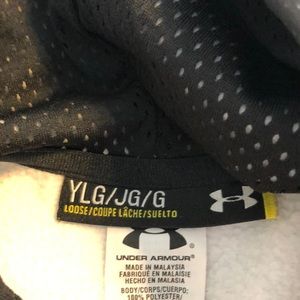 YLG/JG/G
LOOSE/COUPE LÂCHE/SUELTO
UNDER ARMOUR
MADE IN MALAYSIA
FABRIQUÉ EN MALAISIE
HECHO EN MALASIA
BODY/CORPS/CUERPO:
100% POLYESTER/